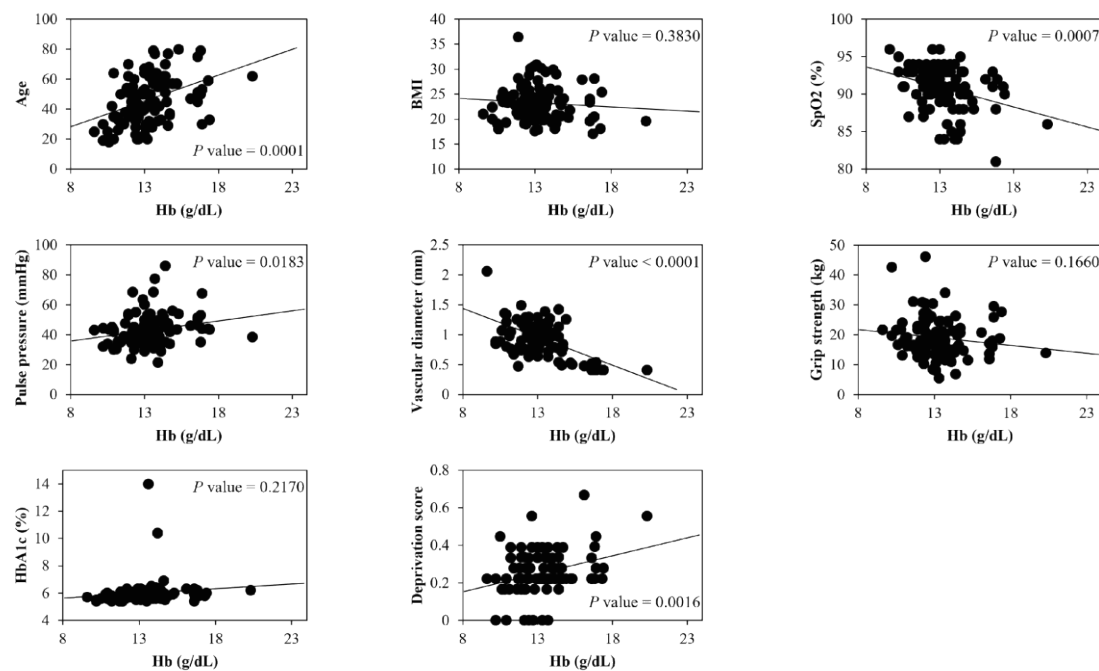 100
80
60
40
20
0
Age
P value = 0.0001
8 13 18 23
Hb (g/dL)
40
35
30
25
20
15
10
BMI
P value = 0.3830
8 13 18 23
Hb (g/dL)
100
95
90
85
80
SpO2 (%)
P value = 0.0007
8 13 18 23
Hb (g/dL)
100
80
60
40
20
0
Pulse pressure (mmHg)
P value = 0.0183
8 13 18 23
Hb (g/dL)
2.5
2
1.5
1
0.5
0
Vascular diameter (mm)
P value < 0.0001
8 13 18 23
Hb (g/dL)
50
40
30
20
10
0
Grip strength (kg)
P value = 0.1660
8 13 18 23
Hb (g/dL)
14
12
10
8
6
4
HbA1c (%)
P value = 0.2170
8 13 18 23
Hb (g/dL)
0.8
0.6
0.4
0.2
0
Deprivation score
P value = 0.0016
8 13 18 23
Hb (g/dL)